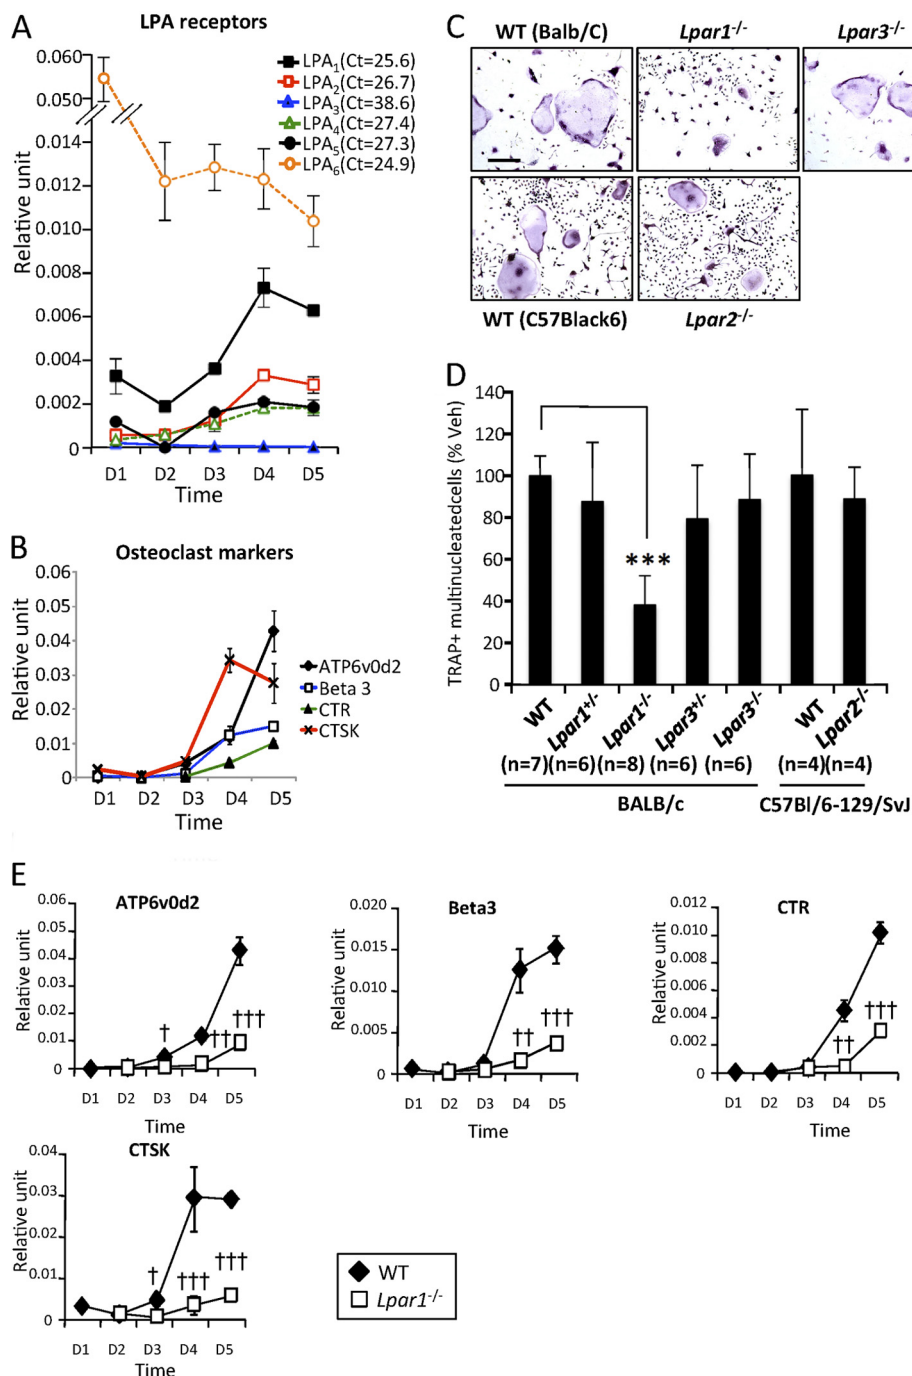 A
LPA receptors
Relative unit
0.060
0.050
0.014
0.012
0.010
0.008
0.006
0.004
0.002
0
D1 D2 D3 D4 D5
Time
LPA1(Ct=25.6)
LPA2(Ct=26.7)
LPA3(Ct=38.6)
LPA4(Ct=27.4)
LPA5(Ct=27.3)
LPA6(Ct=24.9)
B
Osteoclast markers
Relative unit
0.06
0.05
0.04
0.03
0.02
0.01
0
D1 D2 D3 D4 D5
Time
ATP6v0d2
Beta 3
CTR
CTSK
C
WT (Balb/C) Lpar1-/- Lpar3-/-
WT (C57Black6) Lpar2-/-
D
TRAP+ multinucleatedcells (% Veh)
140
120
100
80
60
40
20
0
***
WT Lpar1+/- Lpar1-/- Lpar3+/- Lpar3-/- WT Lpar2-/-
(n=7)(n=6)(n=8) (n=6) (n=6) (n=4)(n=4)
BALB/c C57Bl/6-129/SvJ
E
ATP6v0d2
Relative unit
0.06
0.05
0.04
0.03
0.02
0.01
0
† †† †††
D1 D2 D3 D4 D5
Time
Beta3
Relative unit
0.020
0.015
0.010
0.005
0
†† †††
D1 D2 D3 D4 D5
Time
CTR
Relative unit
0.012
0.010
0.008
0.006
0.004
0.002
0
†† †††
D1 D2 D3 D4 D5
Time
CTSK
Relative unit
0.04
0.03
0.02
0.01
0
† ††† †††
D1 D2 D3 D4 D5
Time
WT
Lpar1-/-